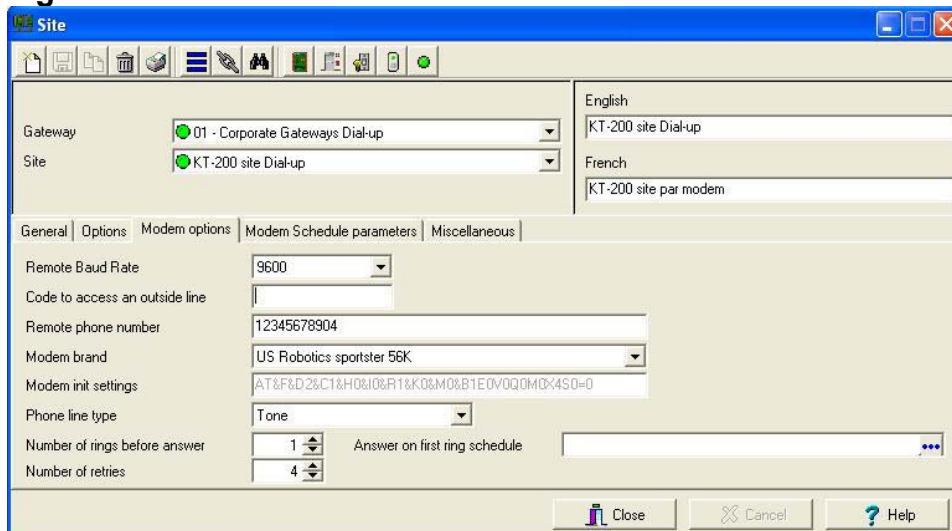 Site
English
Gateway 01 - Corporate Gateways Dial-up KT-200 site Dial-up
Site KT-200 site Dial-up French
KT-200 site par modem
General Options Modem options Modem Schedule parameters Miscellaneous
Remote Baud Rate 9600
Code to access an outside line
Remote phone number 12345678904
Modem brand US Robotics sportster 56K
Modem init settings AT&F&D2&C1&H0&I0&R1&K0&M0&B1E0V0Q0M0X4S0=0
Phone line type Tone
Number of rings before answer 1 Answer on first ring schedule
Number of retries 4
Close Cancel ? Help